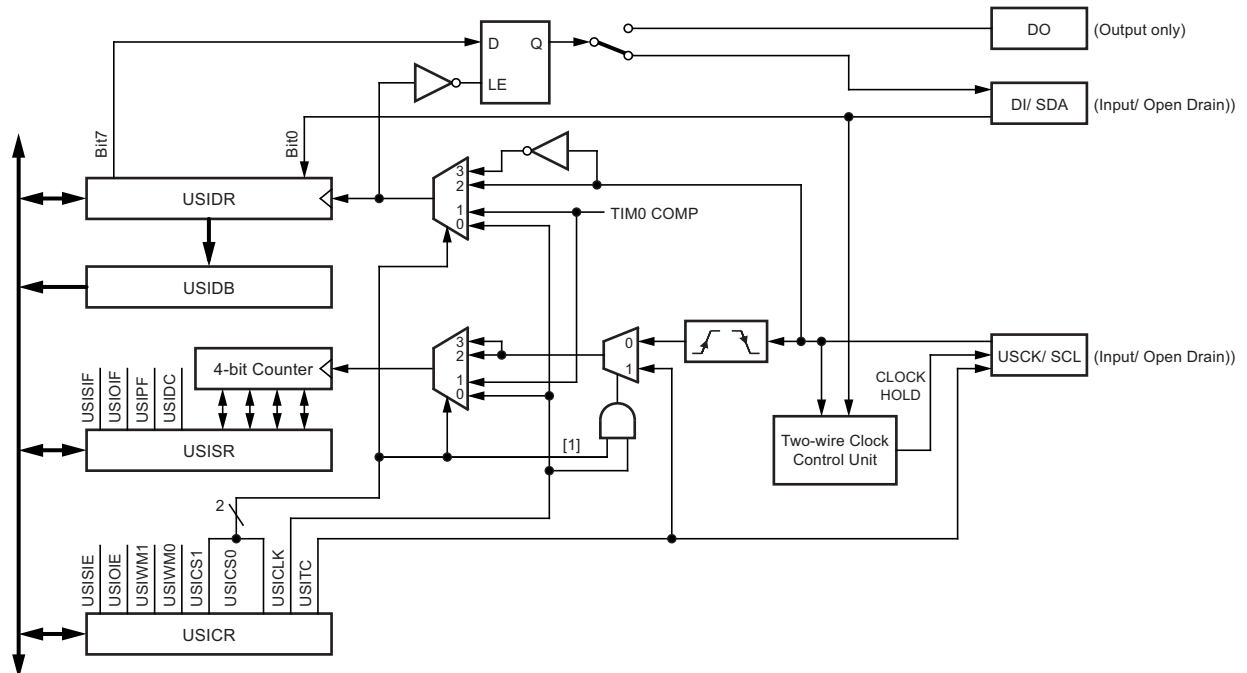 DO (Output only)
D Q
LE
DI/ SDA (Input/ Open Drain))
Bit7
Bit0
3
2
1
0
USIDR
TIM0 COMP
USIDB
3
2
1
0
0
1
4-bit Counter
USCK/ SCL (Input/ Open Drain))
CLOCK
HOLD
USISIF
USIOIF
USIPF
USIDC
[1]
Two-wire Clock
Control Unit
USISR
2
USISIE
USIOIE
USIWM1
USIWM0
USICS1
USICS0
USICLK
USITC
USICR